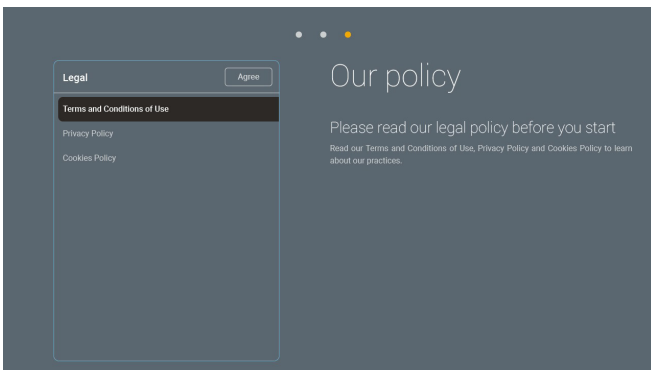 Legal
Agree
Terms and Conditions of Use
Privacy Policy
Cookies Policy
Our policy
Please read our legal policy before you start
Read our Terms and Conditions of Use, Privacy Policy and Cookies Policy to learn
about our practices.